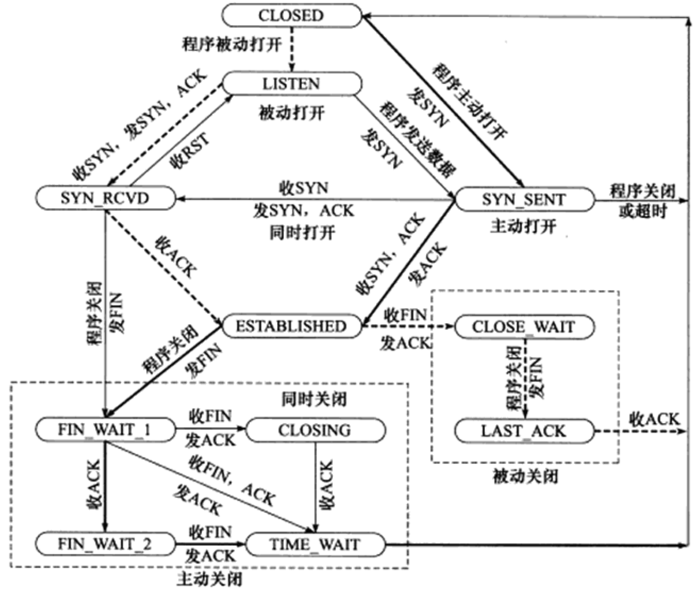 CLOSED
程序被动打开
LISTEN
被动打开
收SYN，发SYN，ACK
收RST
程序发送数据
发SYN
程序主动打开
发SYN
SYN_RCVD
收SYN
发SYN，ACK
同时打开
SYN_SENT
主动打开
程序关闭
或超时
收ACK
收SYN，ACK
发ACK
程序关闭
发FIN
ESTABLISHED
收FIN
发ACK
CLOSE_WAIT
程序关闭
发FIN
程序关闭
发FIN
LAST_ACK
收ACK
被动关闭
同时关闭
FIN_WAIT_1
收FIN
发ACK
CLOSING
收ACK
收FIN，ACK
发ACK
收ACK
FIN_WAIT_2
收FIN
发ACK
TIME_WAIT
主动关闭